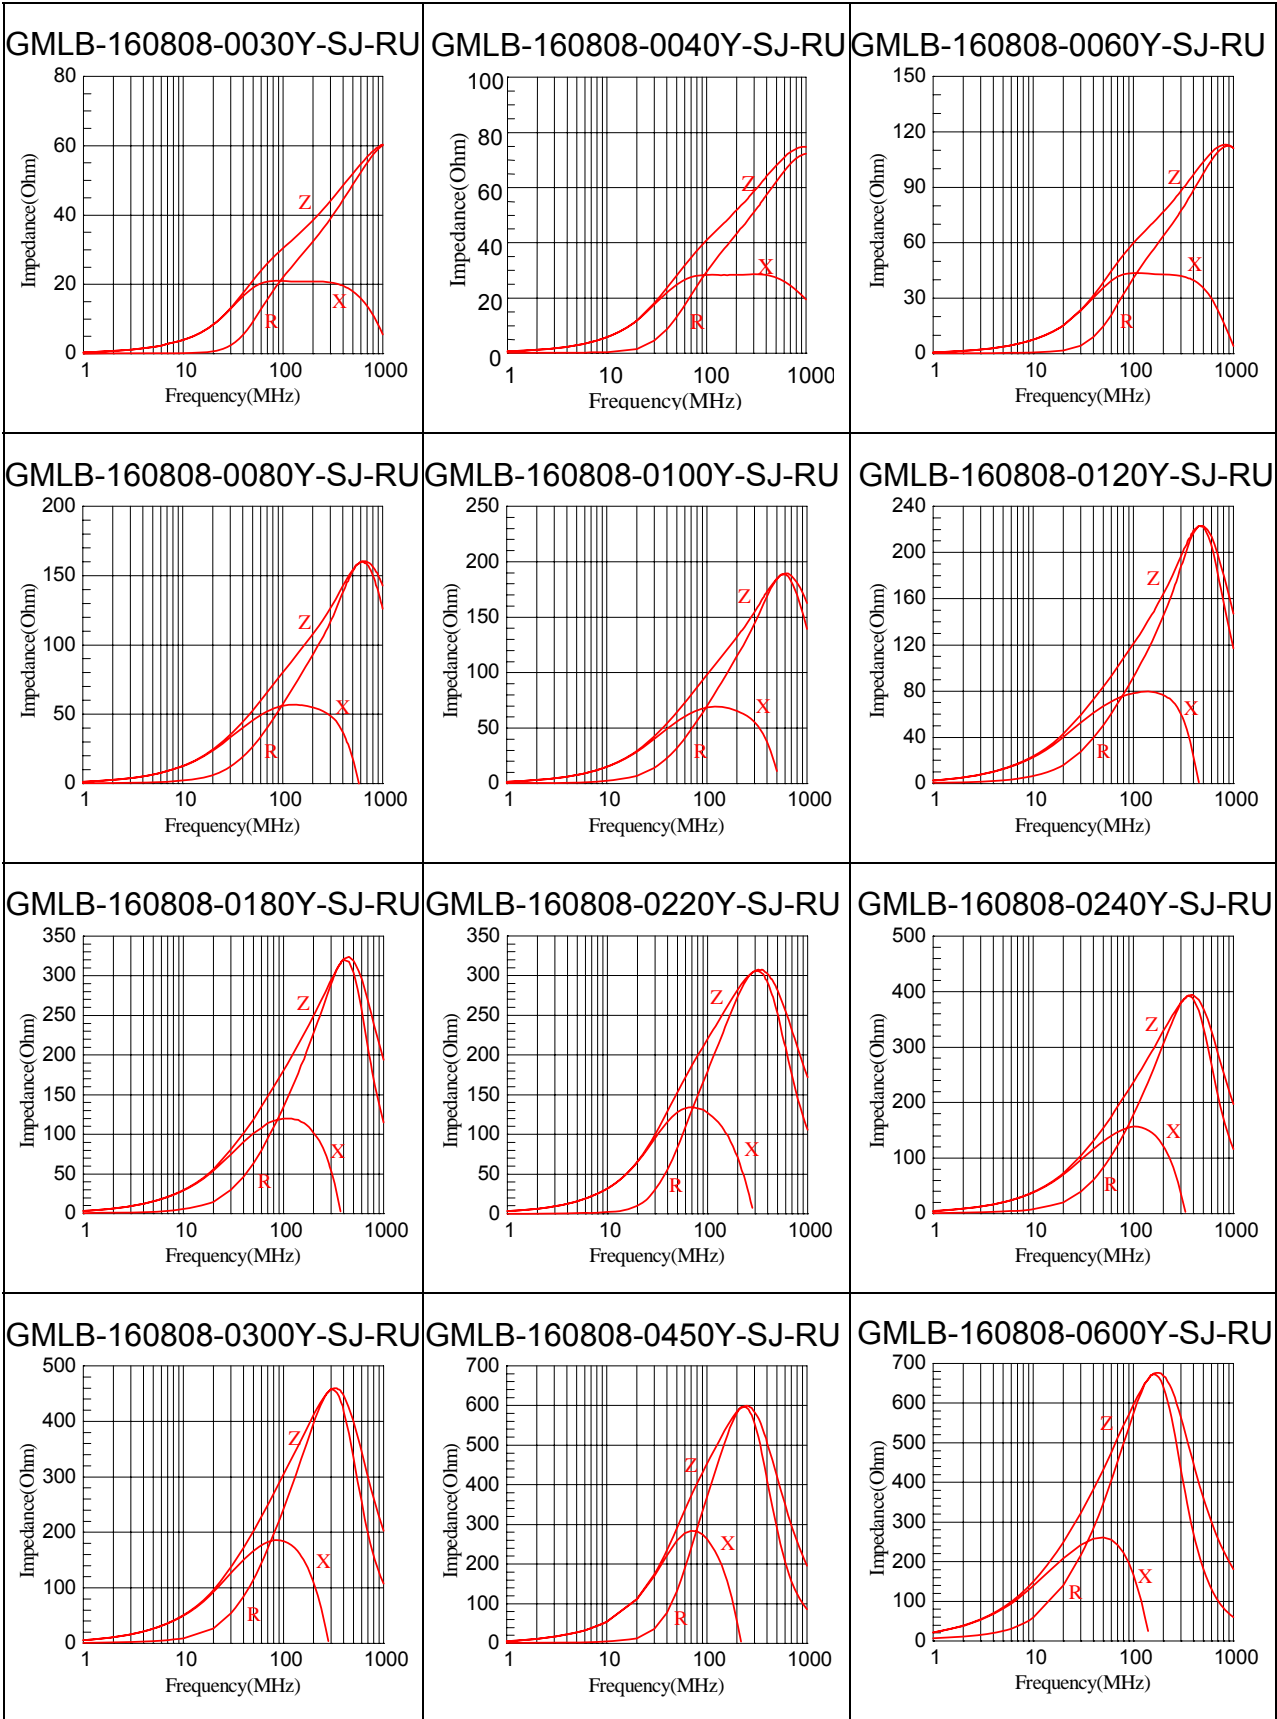 GMLB-160808-0030Y-SJ-RU
80
60
40
20
0
Impedance(Ohm)
Z
X
R
1 10 100 1000
Frequency(MHz)
GMLB-160808-0040Y-SJ-RU
100
80
60
40
20
0
Impedance(Ohm)
Z
X
R
1 10 100 1000
Frequency(MHz)
GMLB-160808-0060Y-SJ-RU
150
120
90
60
30
0
Impedance(Ohm)
Z
X
R
1 10 100 1000
Frequency(MHz)
GMLB-160808-0080Y-SJ-RU
200
150
100
50
0
Impedance(Ohm)
Z
X
R
1 10 100 1000
Frequency(MHz)
GMLB-160808-0100Y-SJ-RU
250
200
150
100
50
0
Impedance(Ohm)
Z
X
R
1 10 100 1000
Frequency(MHz)
GMLB-160808-0120Y-SJ-RU
240
200
160
120
80
40
0
Impedance(Ohm)
Z
X
R
1 10 100 1000
Frequency(MHz)
GMLB-160808-0180Y-SJ-RU
350
300
250
200
150
100
50
0
Impedance(Ohm)
Z
X
R
1 10 100 1000
Frequency(MHz)
GMLB-160808-0220Y-SJ-RU
350
300
250
200
150
100
50
0
Impedance(Ohm)
Z
X
R
1 10 100 1000
Frequency(MHz)
GMLB-160808-0240Y-SJ-RU
500
400
300
200
100
0
Impedance(Ohm)
Z
X
R
1 10 100 1000
Frequency(MHz)
GMLB-160808-0300Y-SJ-RU
500
400
300
200
100
0
Impedance(Ohm)
Z
X
R
1 10 100 1000
Frequency(MHz)
GMLB-160808-0450Y-SJ-RU
700
600
500
400
300
200
100
0
Impedance(Ohm)
Z
X
R
1 10 100 1000
Frequency(MHz)
GMLB-160808-0600Y-SJ-RU
700
600
500
400
300
200
100
0
Impedance(Ohm)
Z
X
R
1 10 100 1000
Frequency(MHz)